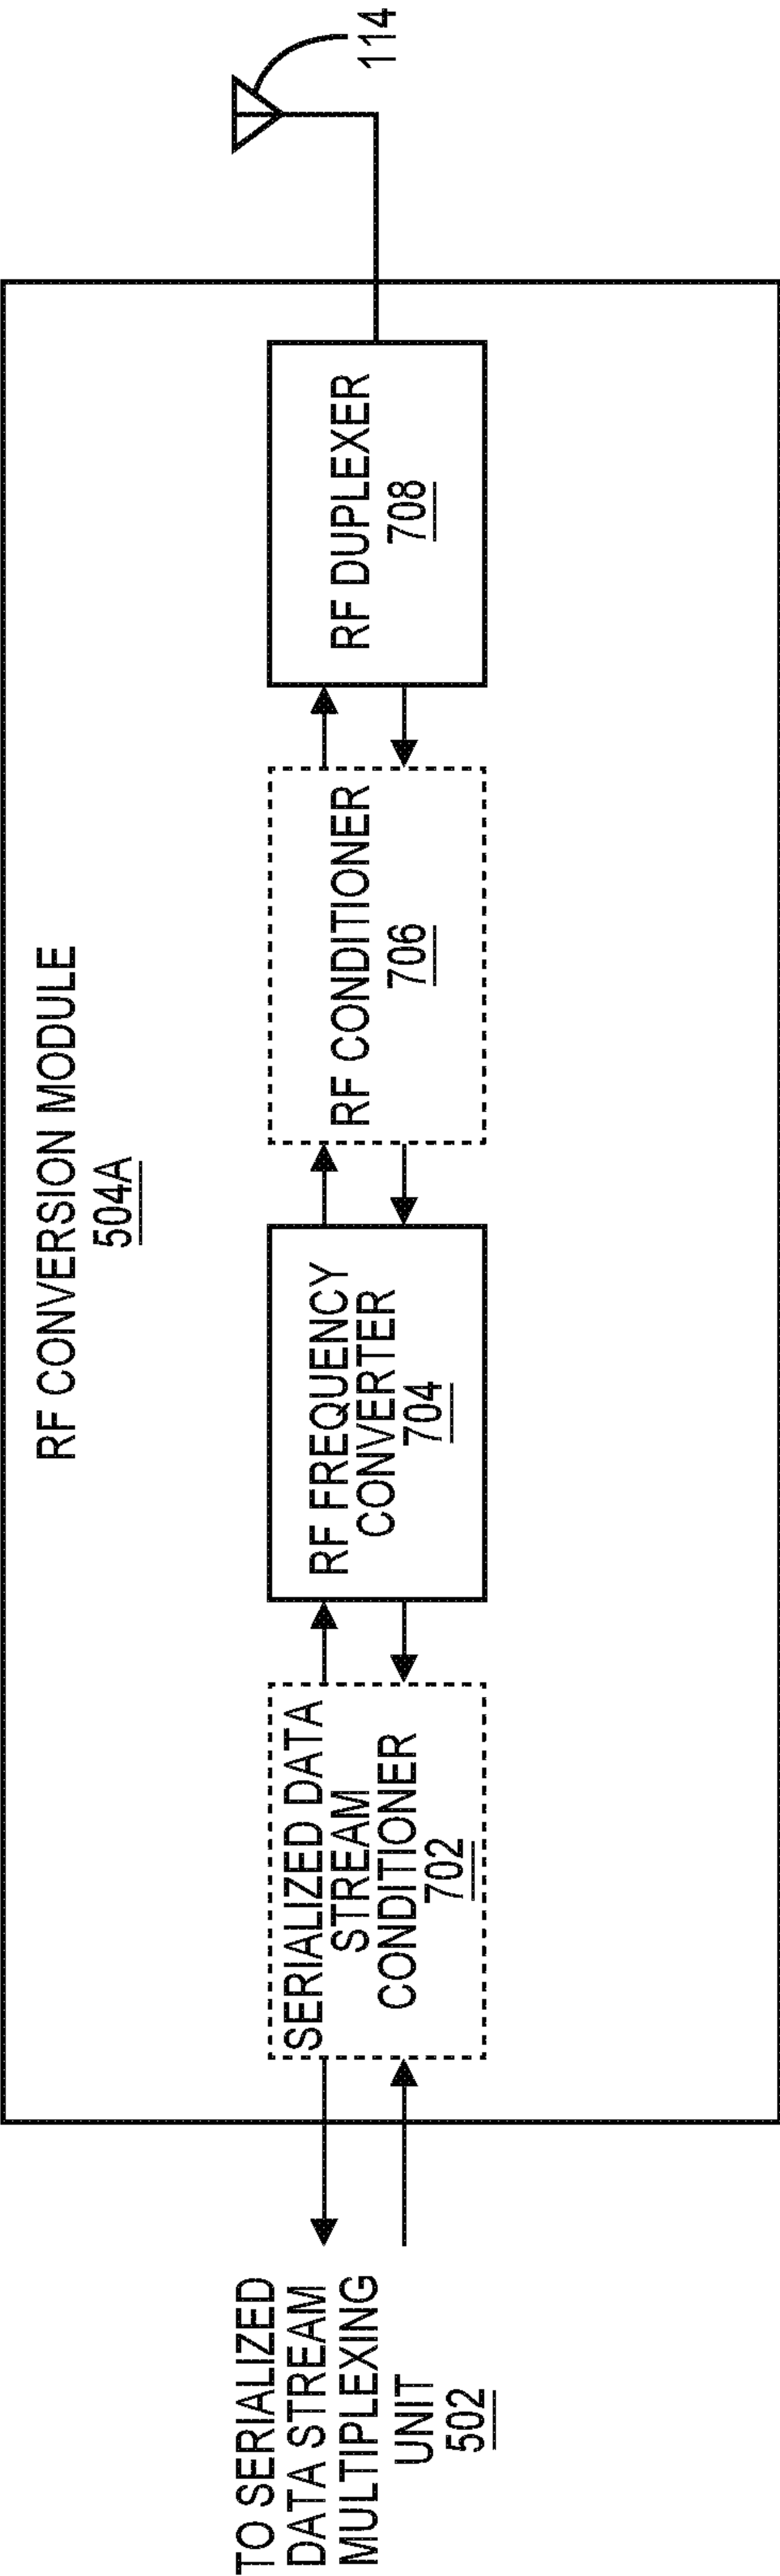 RF CONVERSION MODULE
504A
TO SERIALIZED
DATA STREAM
MULTIPLEXING
UNIT
502
SERIALIZED DATA
STREAM
CONDITIONER
702
RF FREQUENCY
CONVERTER
704
RF CONDITIONER
706
RF DUPLEXER
708
114